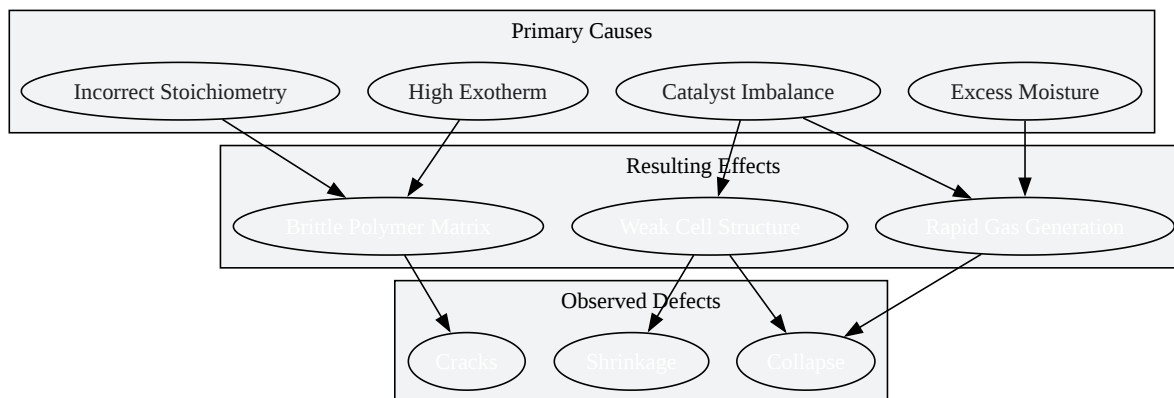 Primary Causes
Incorrect Stoichiometry
High Exotherm
Catalyst Imbalance
Excess Moisture
Resulting Effects
Brittle Polymer Matrix
Weak Cell Structure
Rapid Gas Generation
Observed Defects
Cracks
Shrinkage
Collapse